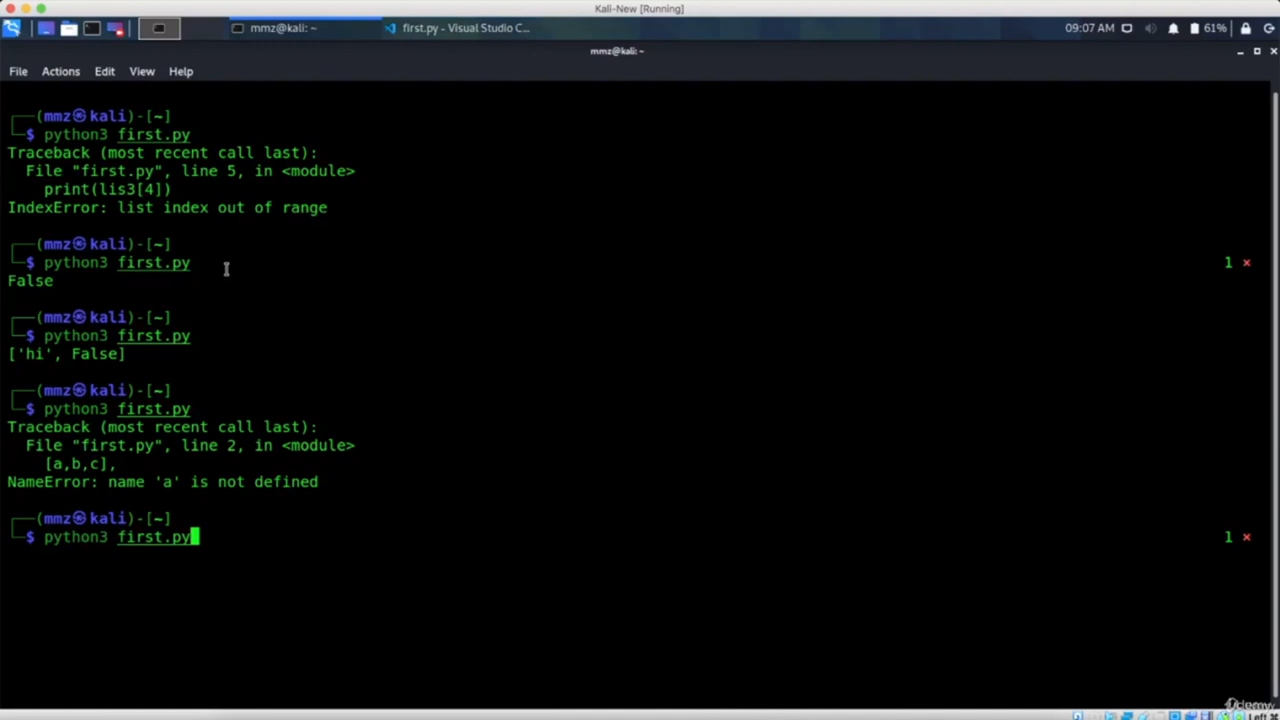 Kali-New [Running]
mmz@kali: ~
first.py - Visual Studio C...
09:07 AM
61%
mmz@kali: ~
File Actions Edit View Help
(mmz㉿kali)-[~]
$ python3 first.py
Traceback (most recent call last):
File "first.py", line 5, in <module>
print(lis3[4])
IndexError: list index out of range
(mmz㉿kali)-[~]
$ python3 first.py 1 ×
False
(mmz㉿kali)-[~]
$ python3 first.py
['hi', False]
(mmz㉿kali)-[~]
$ python3 first.py
Traceback (most recent call last):
File "first.py", line 2, in <module>
[a,b,c],
NameError: name 'a' is not defined
(mmz㉿kali)-[~]
$ python3 first.py 1 ×
Udemy
Left ⌘